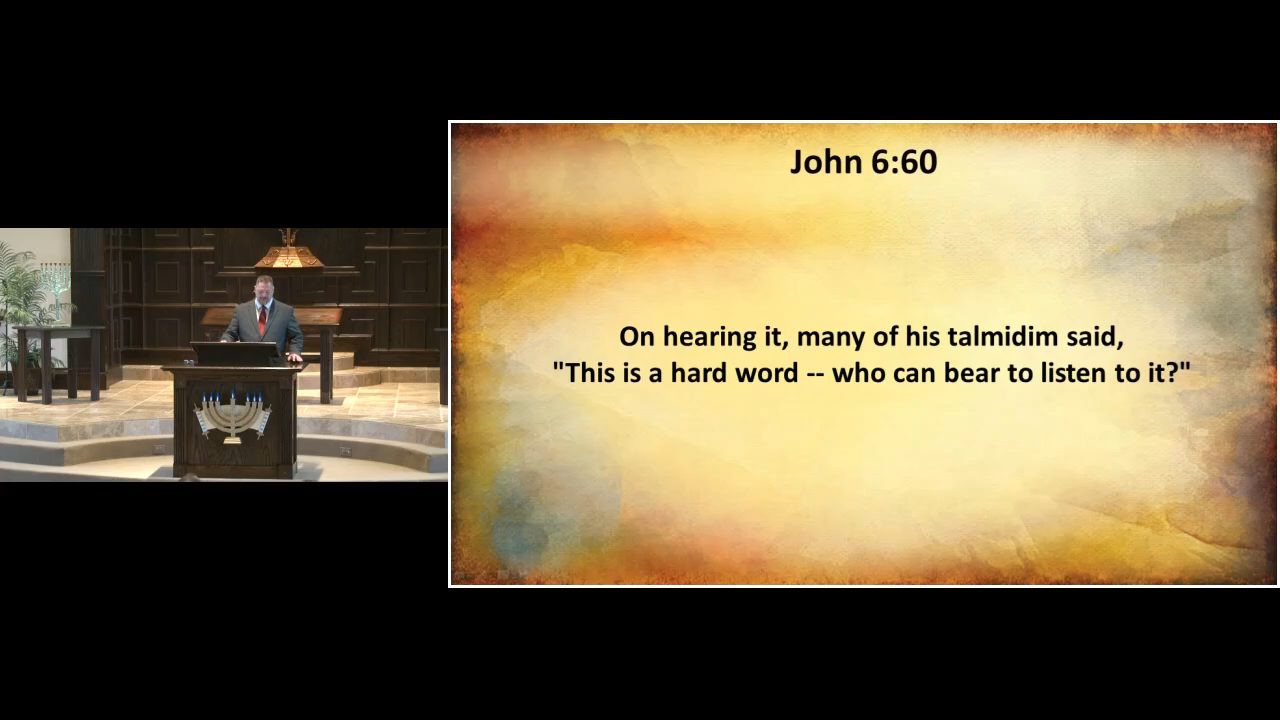 John 6:60
On hearing it, many of his talmidim said,
"This is a hard word -- who can bear to listen to it?"